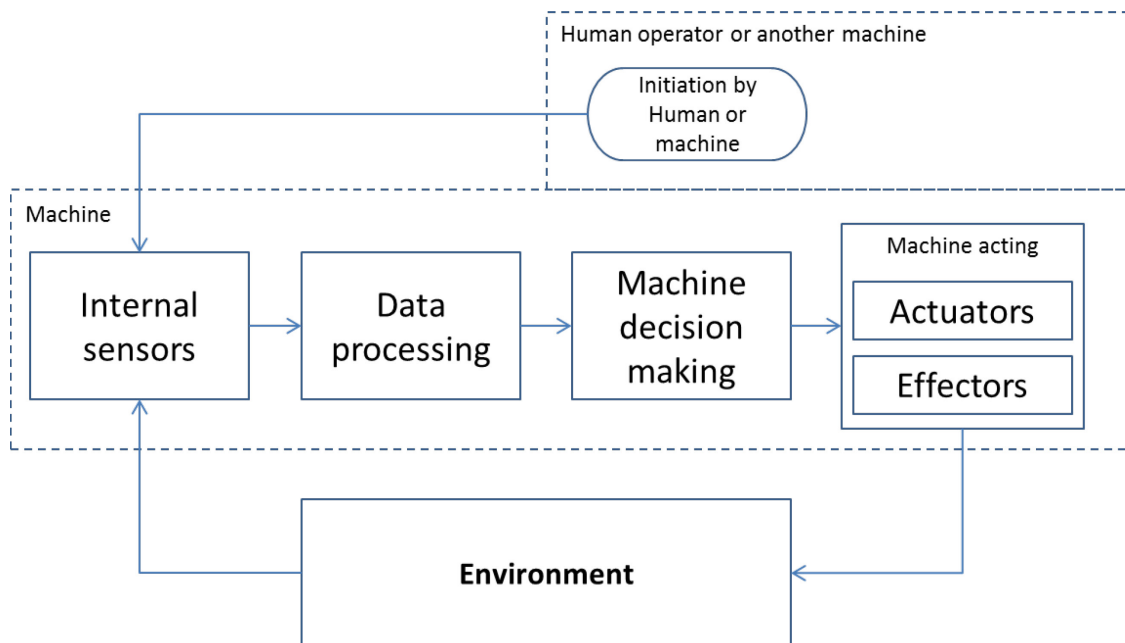 Human operator or another machine
Initiation by
Human or
machine
Machine
Internal
sensors
Data
processing
Machine
decision
making
Machine acting
Actuators
Effectors
Environment